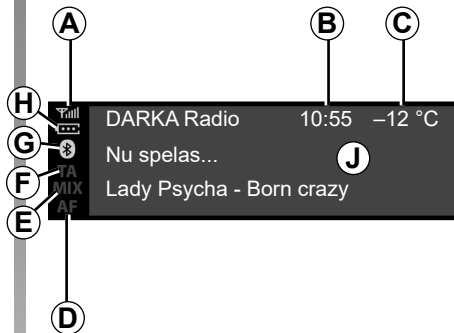 A
B
C
H
G
F
E
TA
MIX
AF
DARKA Radio 10:55 –12 °C
Nu spelas...
J
Lady Psycha - Born crazy
D